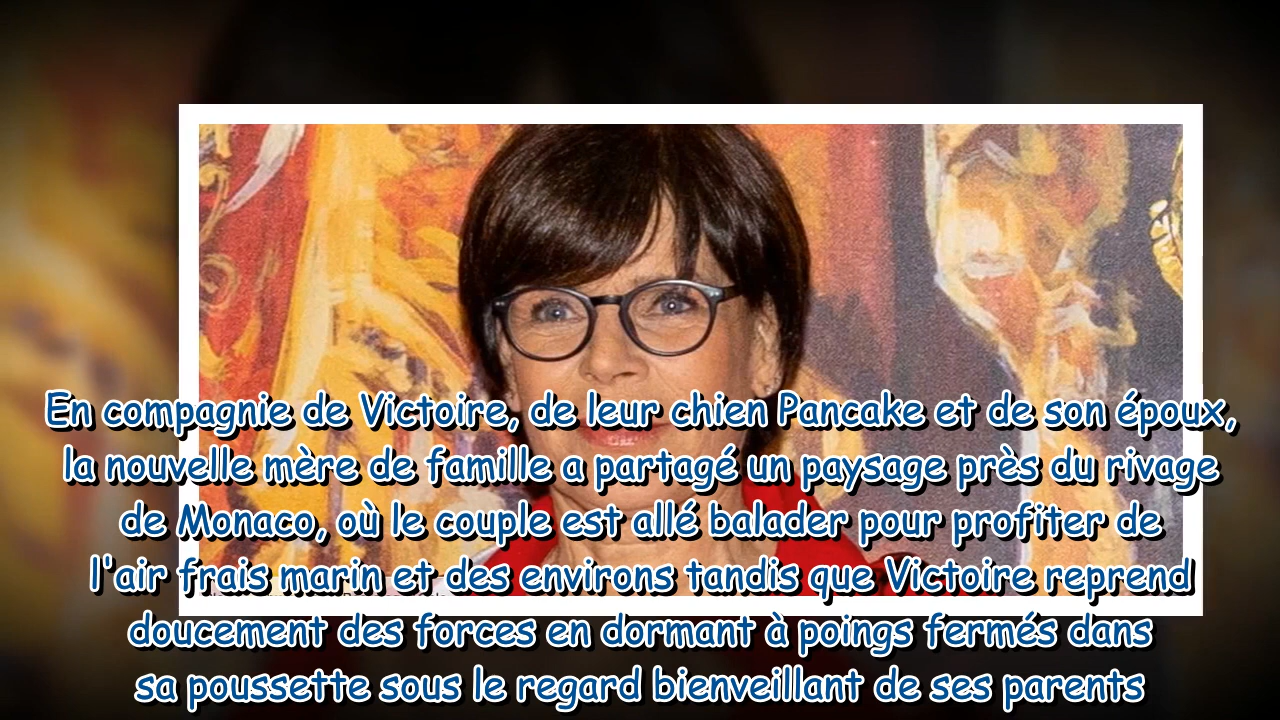 En compagnie de Victoire, de leur chien Pancake et de son époux,
la nouvelle mère de famille a partagé un paysage près du rivage
de Monaco, où le couple est allé balader pour profiter de
l'air frais marin et des environs tandis que Victoire reprend
doucement des forces en dormant à poings fermés dans
sa poussette sous le regard bienveillant de ses parents